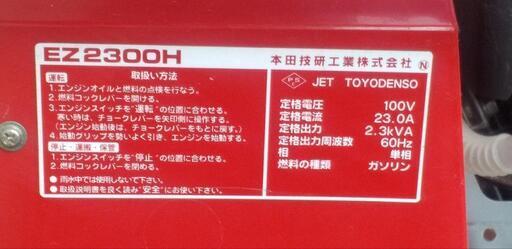 EZ2300H
本田技研工業株式会社 N
運転 取扱い方法
1.エンジンオイルと燃料の点検を行なう。
2.燃料コックレバーを開ける。
3.エンジンスイッチを"運転"の位置に合わせる。
寒い時は、チョークレバーを矢印側に操作する。
(エンジン始動後は、チョークレバーをもとに戻す。)
4.始動グリップを勢いよく引き、エンジンを始動する。
停止・運搬・保管
1.エンジンスイッチを"停止"の位置に合わせる。
2.燃料コックレバーを閉める。
●雨水中では使用しないで下さい。
●取扱説明書を良く読み"安全"にお使い下さい。
PS E JET TOYODENSO
定格電圧 100V
定格電流 23.0A
定格出力 2.3kVA
定格出力周波数 60Hz
相 単相
燃料の種類 ガソリン